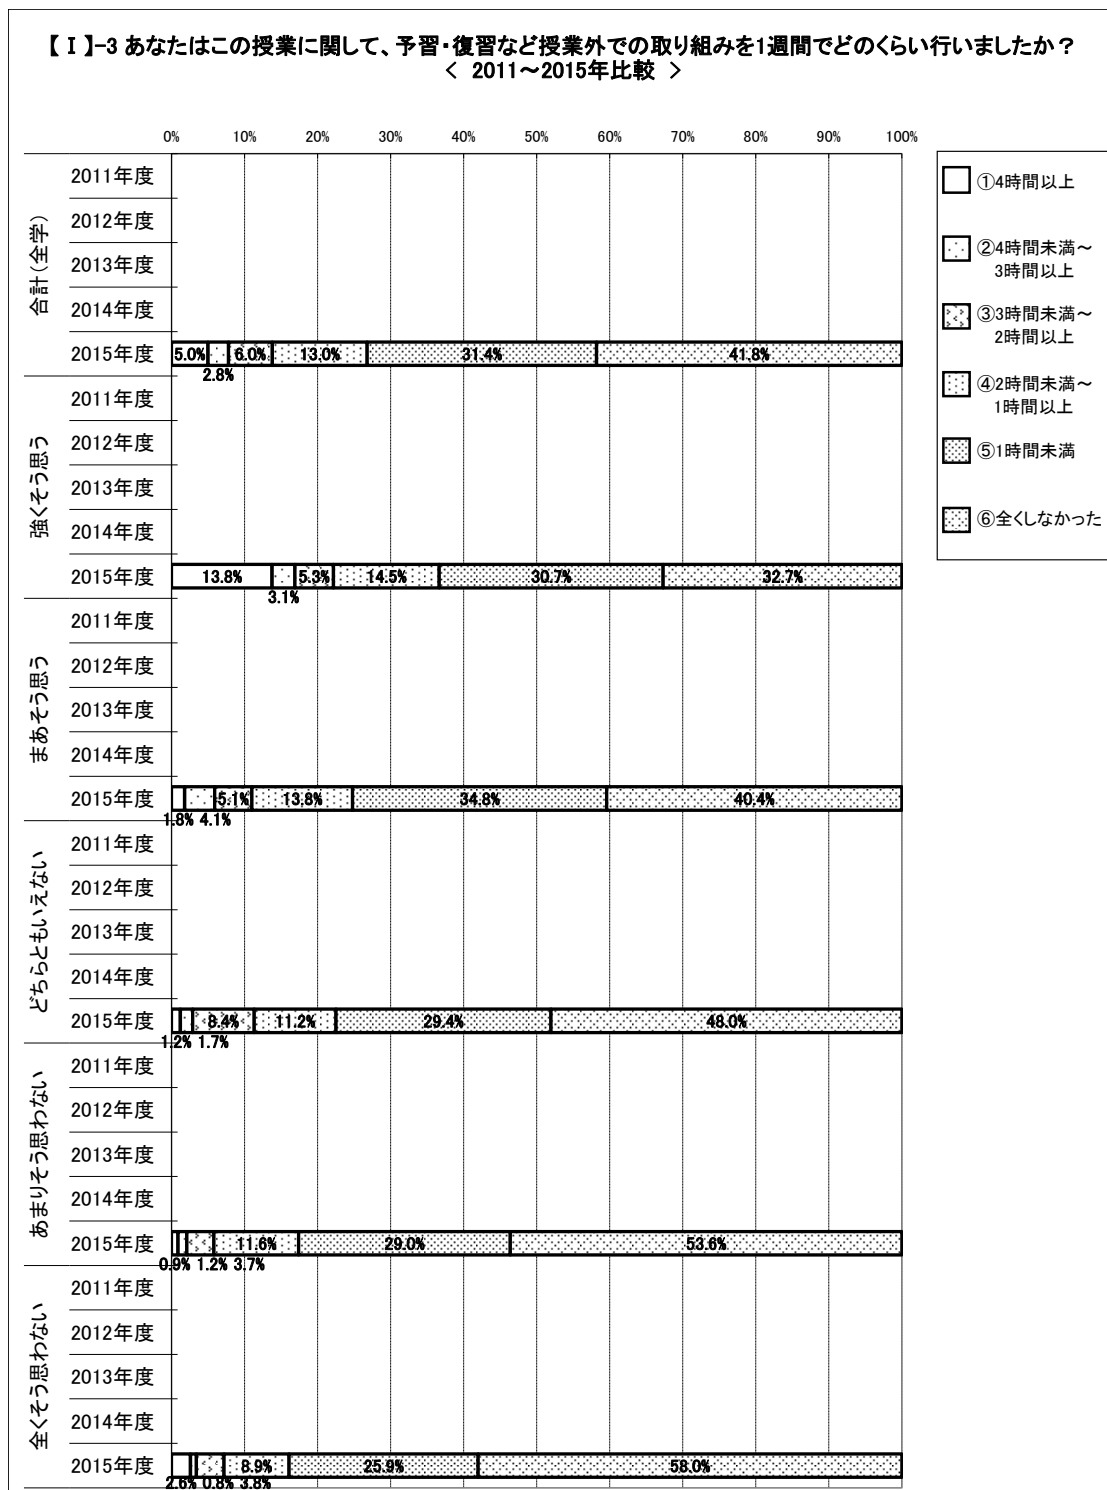 【Ⅰ】-3 あなたはこの授業に関して、予習・復習など授業外での取り組みを1週間でどのくらい行いましたか？
＜ 2011～2015年比較 ＞
0% 10% 20% 30% 40% 50% 60% 70% 80% 90% 100%
合計(全学)
2011年度
2012年度
2013年度
2014年度
2015年度
5.0% 6.0% 13.0% 31.4% 41.8%
2.8%
強くそう思う
2011年度
2012年度
2013年度
2014年度
2015年度
13.8% 5.3% 14.5% 30.7% 32.7%
3.1%
まあそう思う
2011年度
2012年度
2013年度
2014年度
2015年度
5.1% 13.8% 34.8% 40.4%
1.8% 4.1%
どちらともいえない
2011年度
2012年度
2013年度
2014年度
2015年度
8.4% 11.2% 29.4% 48.0%
1.2% 1.7%
あまりそう思わない
2011年度
2012年度
2013年度
2014年度
2015年度
11.6% 29.0% 53.6%
0.9% 1.2% 3.7%
全くそう思わない
2011年度
2012年度
2013年度
2014年度
2015年度
8.9% 25.9% 58.0%
2.6% 0.8% 3.8%
①4時間以上
②4時間未満～
3時間以上
③3時間未満～
2時間以上
④2時間未満～
1時間以上
⑤1時間未満
⑥全くしなかった